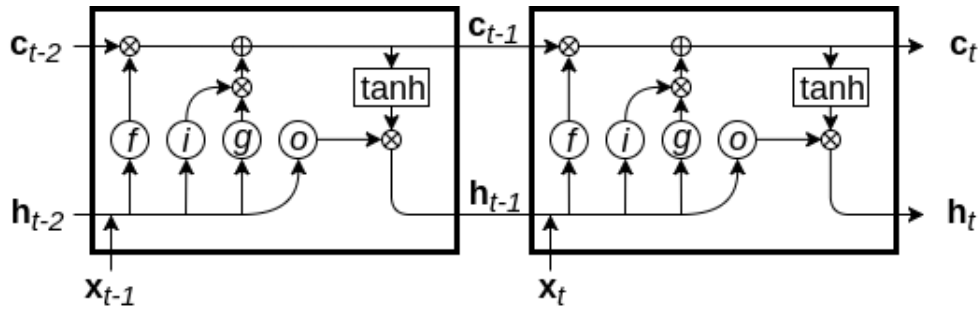 c_{t-2} c_{t-1} c_t
tanh tanh
f i g o f i g o
h_{t-2} h_{t-1} h_t
x_{t-1} x_t